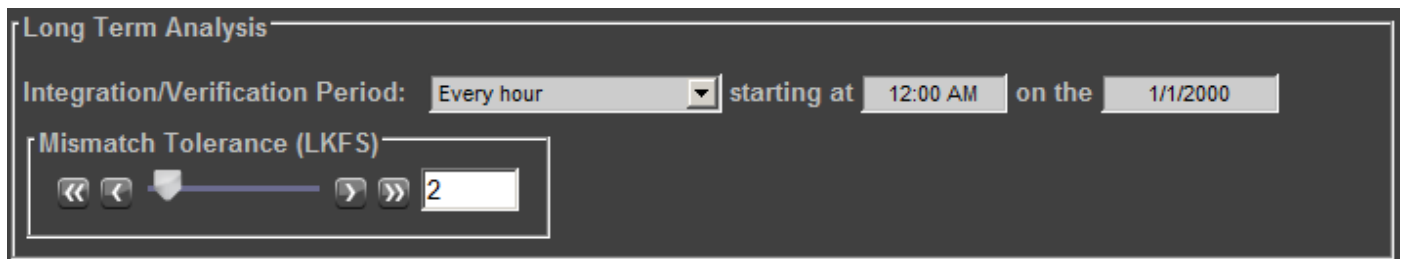 Long Term Analysis
Integration/Verification Period: Every hour starting at 12:00 AM on the 1/1/2000
Mismatch Tolerance (LKFS)
2